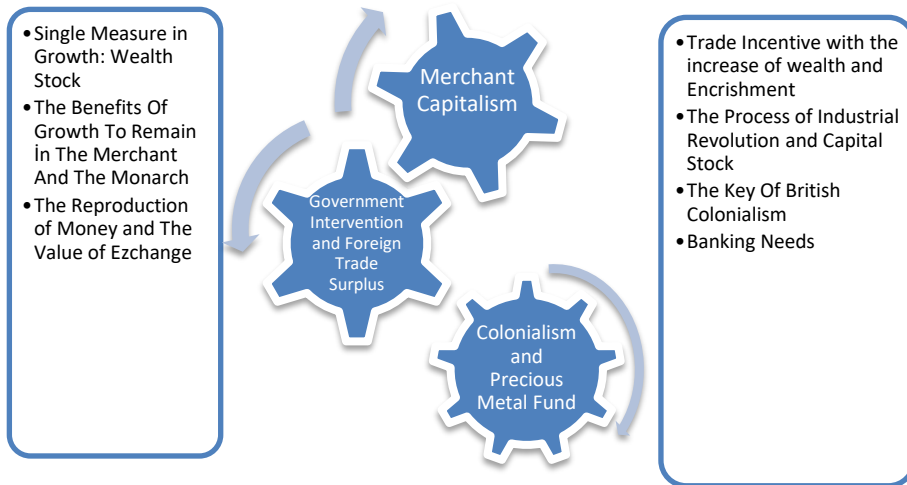 •Single Measure in
Growth: Wealth
Stock
•The Benefits Of
Growth To Remain
İn The Merchant
And The Monarch
•The Reproduction
of Money and The
Value of Ezchange
Merchant
Capitalism
Government
Intervention
and Foreign
Trade
Surplus
Colonialism
and
Precious
Metal Fund
•Trade Incentive with the
increase of wealth and
Encrishment
•The Process of Industrial
Revolution and Capital
Stock
•The Key Of British
Colonialism
•Banking Needs